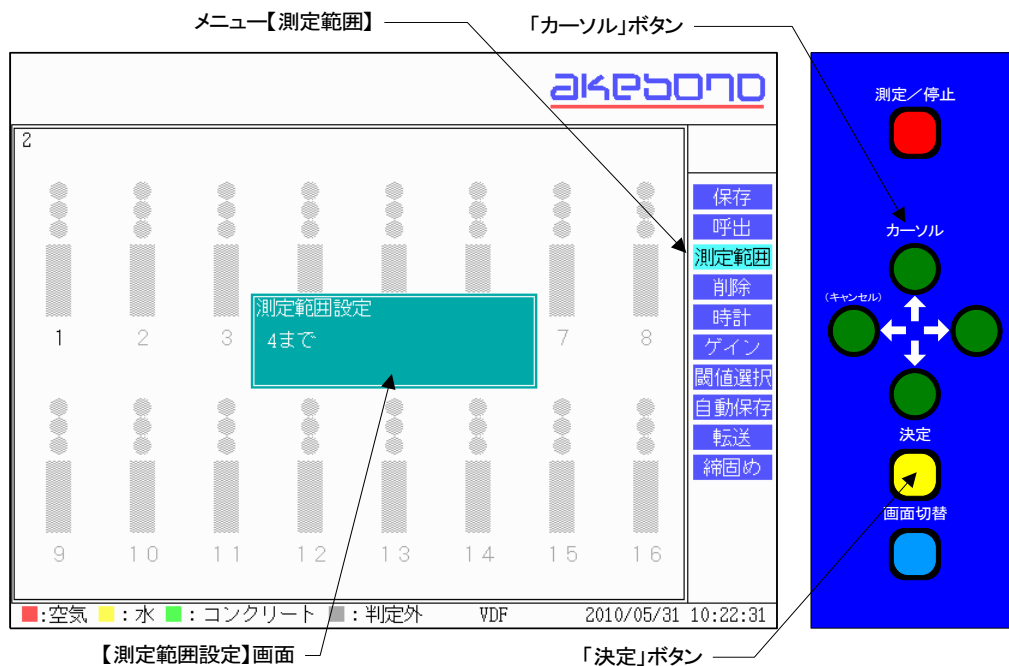 メニュー【測定範囲】
「カーソル」ボタン
akebono
2
1 2 3 7 8
測定範囲設定
4まで
9 10 11 12 13 14 15 16
保存
呼出
測定範囲
削除
時計
ゲイン
閾値選択
自動保存
転送
締固め
:空気 :水 :コンクリート :判定外 VDF 2010/05/31 10:22:31
測定／停止
カーソル
(キャンセル)
決定
画面切替
【測定範囲設定】画面
「決定」ボタン